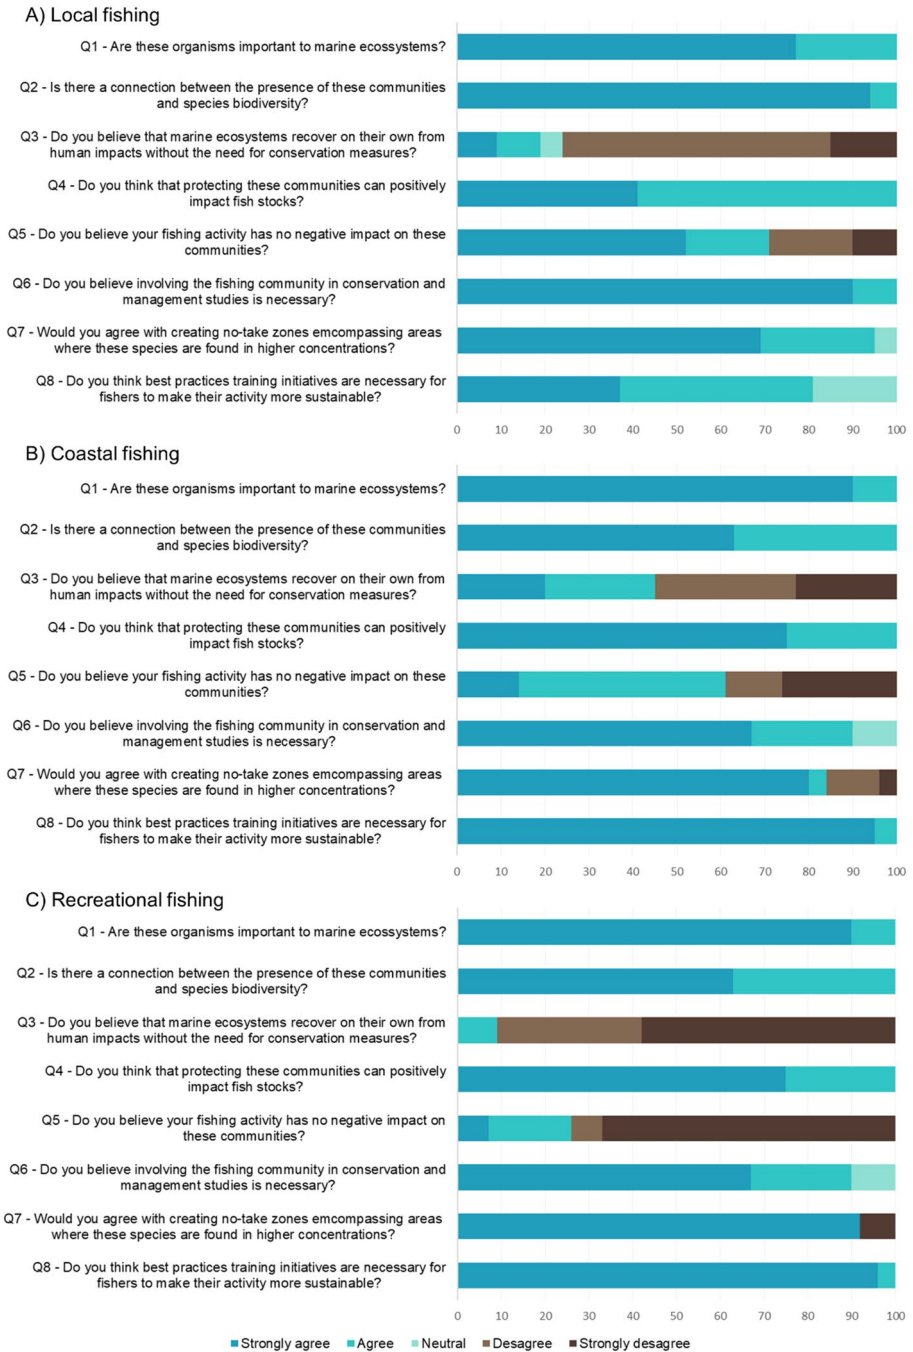 A) Local fishing
Q1 - Are these organisms important to marine ecossystems?
Q2 - Is there a connection between the presence of these communities
and species biodiversity?
Q3 - Do you believe that marine ecosystems recover on their own from
human impacts without the need for conservation measures?
Q4 - Do you think that protecting these communities can positively
impact fish stocks?
Q5 - Do you believe your fishing activity has no negative impact on these
communities?
Q6 - Do you believe involving the fishing community in conservation and
management studies is necessary?
Q7 - Would you agree with creating no-take zones emcompassing areas
where these species are found in higher concentrations?
Q8 - Do you think best practices training initiatives are necessary for
fishers to make their activity more sustainable?
0 10 20 30 40 50 60 70 80 90 100
B) Coastal fishing
Q1 - Are these organisms important to marine ecossystems?
Q2 - Is there a connection between the presence of these communities
and species biodiversity?
Q3 - Do you believe that marine ecosystems recover on their own from
human impacts without the need for conservation measures?
Q4 - Do you think that protecting these communities can positively
impact fish stocks?
Q5 - Do you believe your fishing activity has no negative impact on these
communities?
Q6 - Do you believe involving the fishing community in conservation and
management studies is necessary?
Q7 - Would you agree with creating no-take zones emcompassing areas
where these species are found in higher concentrations?
Q8 - Do you think best practices training initiatives are necessary for
fishers to make their activity more sustainable?
0 10 20 30 40 50 60 70 80 90 100
C) Recreational fishing
Q1 - Are these organisms important to marine ecossystems?
Q2 - Is there a connection between the presence of these communities
and species biodiversity?
Q3 - Do you believe that marine ecosystems recover on their own from
human impacts without the need for conservation measures?
Q4 - Do you think that protecting these communities can positively
impact fish stocks?
Q5 - Do you believe your fishing activity has no negative impact on
these communities?
Q6 - Do you believe involving the fishing community in conservation and
management studies is necessary?
Q7 - Would you agree with creating no-take zones emcompassing areas
where these species are found in higher concentrations?
Q8 - Do you think best practices training initiatives are necessary for
fishers to make their activity more sustainable?
0 10 20 30 40 50 60 70 80 90 100
Strongly agree Agree Neutral Desagree Strongly desagree